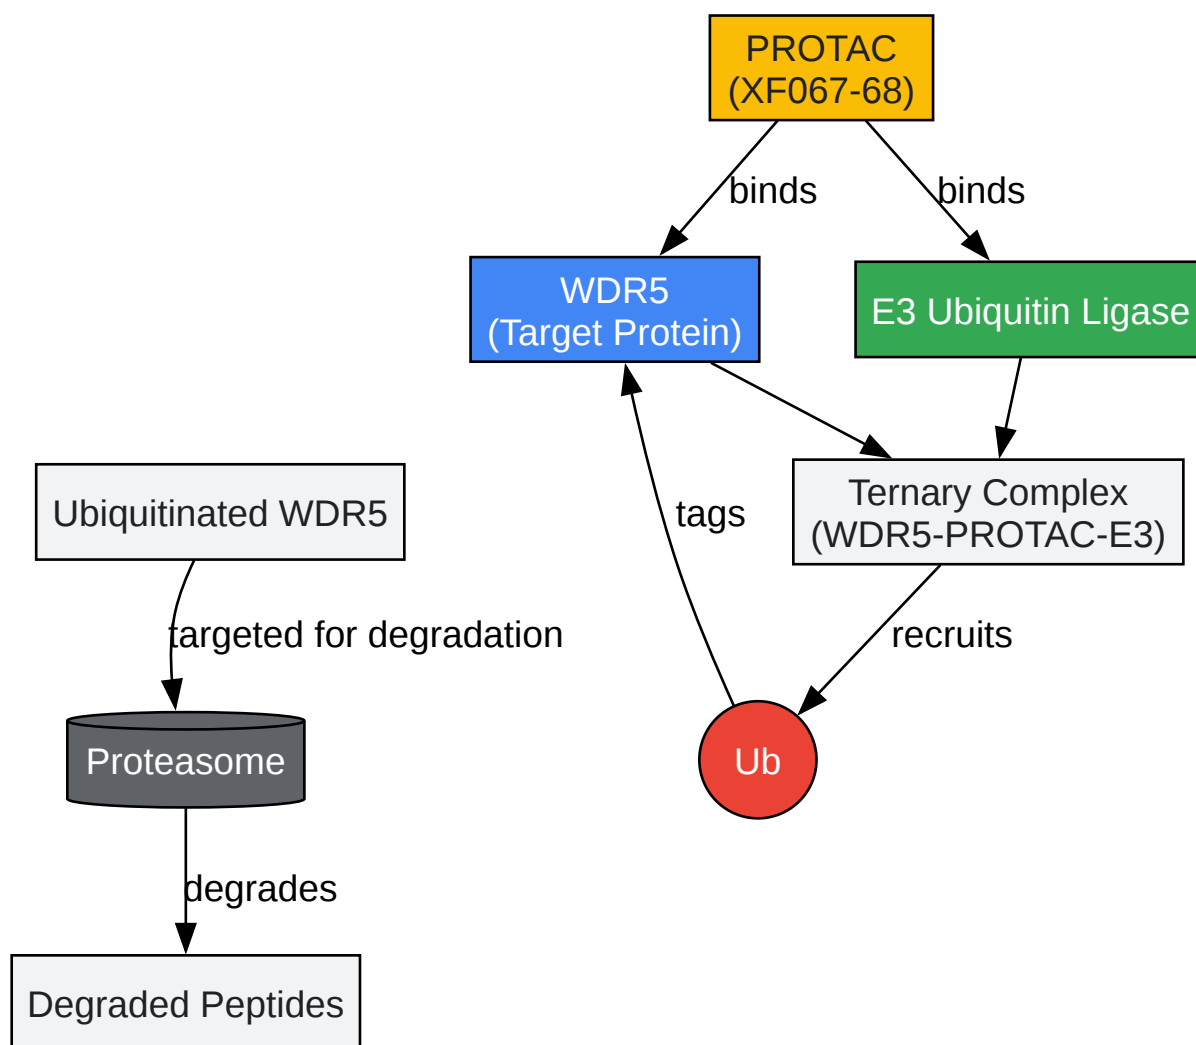 PROTAC
(XF067-68)
binds
binds
WDR5
(Target Protein)
E3 Ubiquitin Ligase
Ubiquitinated WDR5
tags
Ternary Complex
(WDR5-PROTAC-E3)
targeted for degradation
recruits
Proteasome
Ub
degrades
Degraded Peptides